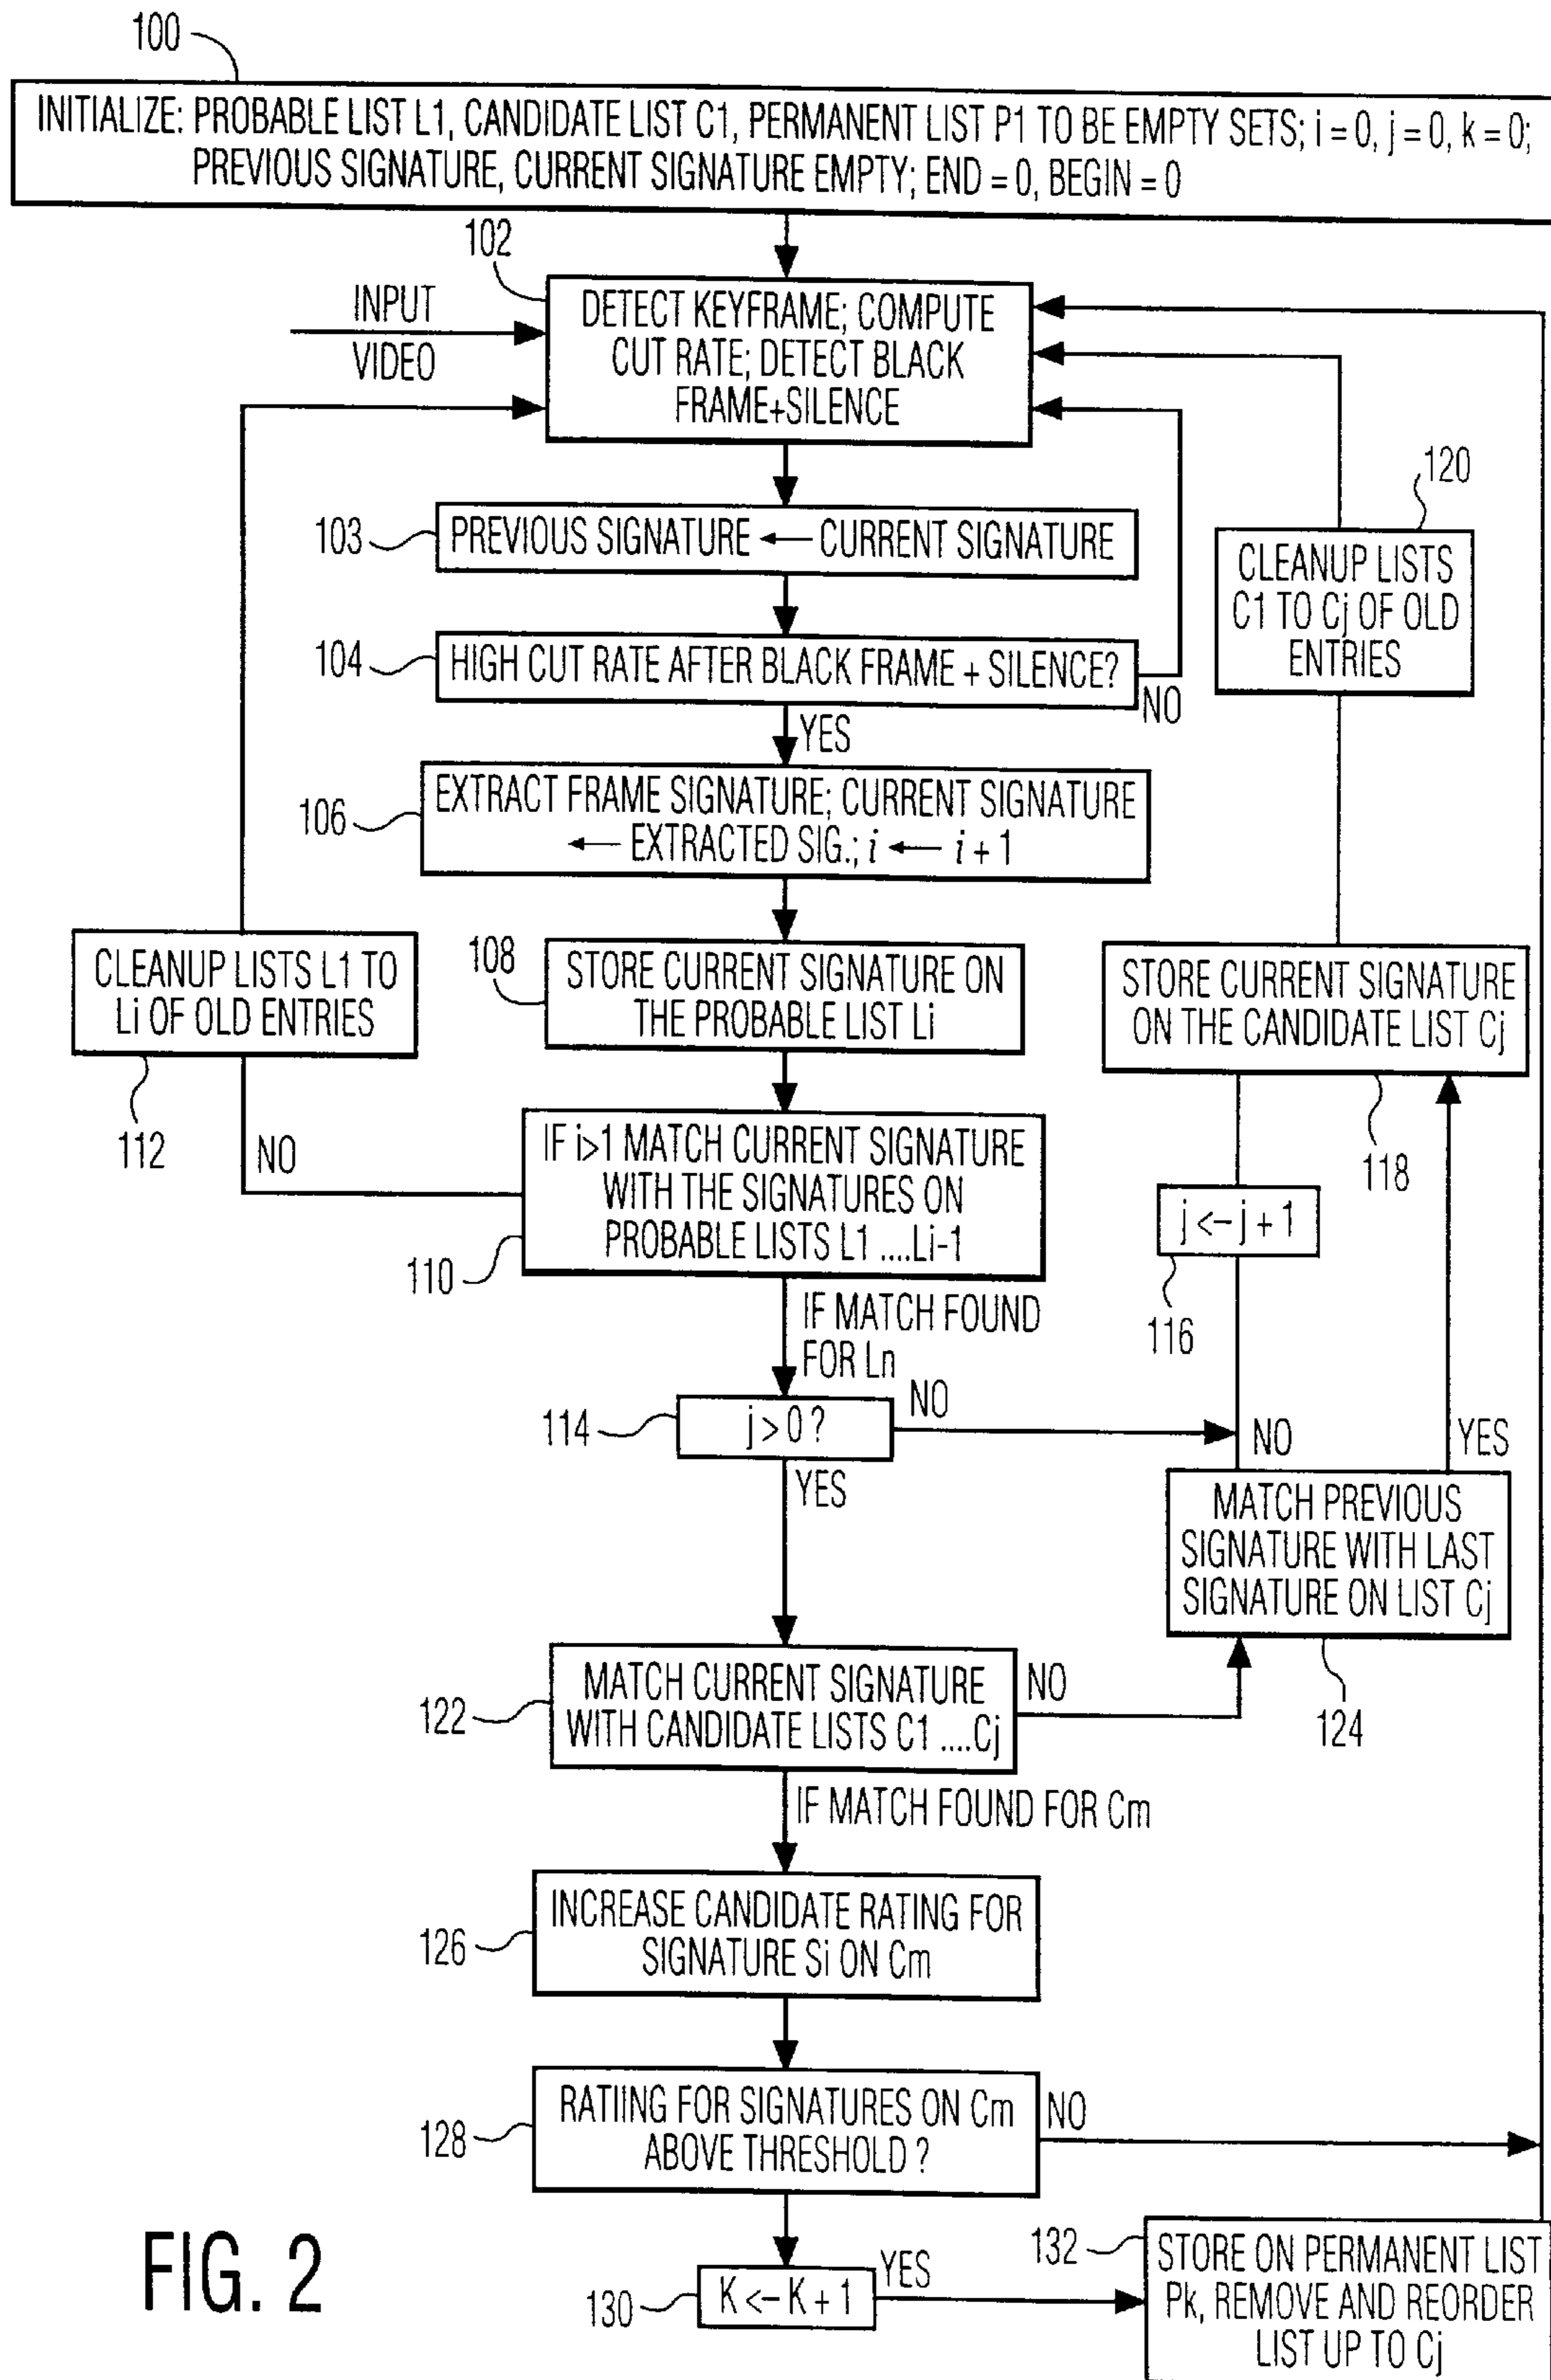 100
INITIALIZE: PROBABLE LIST L1, CANDIDATE LIST C1, PERMANENT LIST P1 TO BE EMPTY SETS; i = 0, j = 0, k = 0;
PREVIOUS SIGNATURE, CURRENT SIGNATURE EMPTY; END = 0, BEGIN = 0
102
INPUT
VIDEO
DETECT KEYFRAME; COMPUTE
CUT RATE; DETECT BLACK
FRAME+SILENCE
103
PREVIOUS SIGNATURE ← CURRENT SIGNATURE
104
HIGH CUT RATE AFTER BLACK FRAME + SILENCE?
NO
YES
120
CLEANUP LISTS
C1 TO Cj OF OLD
ENTRIES
106
EXTRACT FRAME SIGNATURE; CURRENT SIGNATURE
← EXTRACTED SIG.; i ← i + 1
CLEANUP LISTS L1 TO
Li OF OLD ENTRIES
112
NO
108
STORE CURRENT SIGNATURE ON
THE PROBABLE LIST Li
STORE CURRENT SIGNATURE
ON THE CANDIDATE LIST Cj
118
110
IF i>1 MATCH CURRENT SIGNATURE
WITH THE SIGNATURES ON
PROBABLE LISTS L1 ....Li-1
j <– j + 1
116
IF MATCH FOUND
FOR Ln
114
j > 0 ?
NO
YES
NO
YES
MATCH PREVIOUS
SIGNATURE WITH LAST
SIGNATURE ON LIST Cj
124
122
MATCH CURRENT SIGNATURE
WITH CANDIDATE LISTS C1 ....Cj
NO
IF MATCH FOUND FOR Cm
126
INCREASE CANDIDATE RATING FOR
SIGNATURE Si ON Cm
128
RATIING FOR SIGNATURES ON Cm
ABOVE THRESHOLD ?
NO
130
K <– K + 1
YES
132
STORE ON PERMANENT LIST
Pk, REMOVE AND REORDER
LIST UP TO Cj
FIG. 2